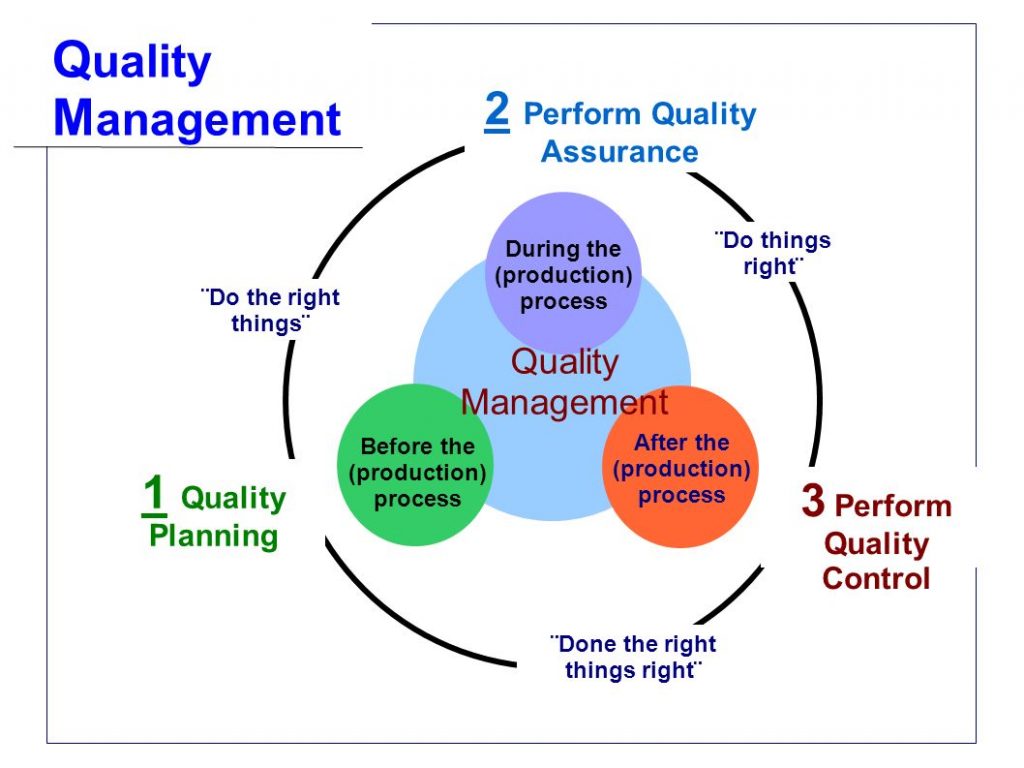 Quality
Management
2 Perform Quality
Assurance
¨Do things
right¨
During the
(production)
process
¨Do the right
things¨
Quality
Management
Before the
(production)
process
After the
(production)
process
1 Quality
Planning
3 Perform
Quality
Control
¨Done the right
things right¨